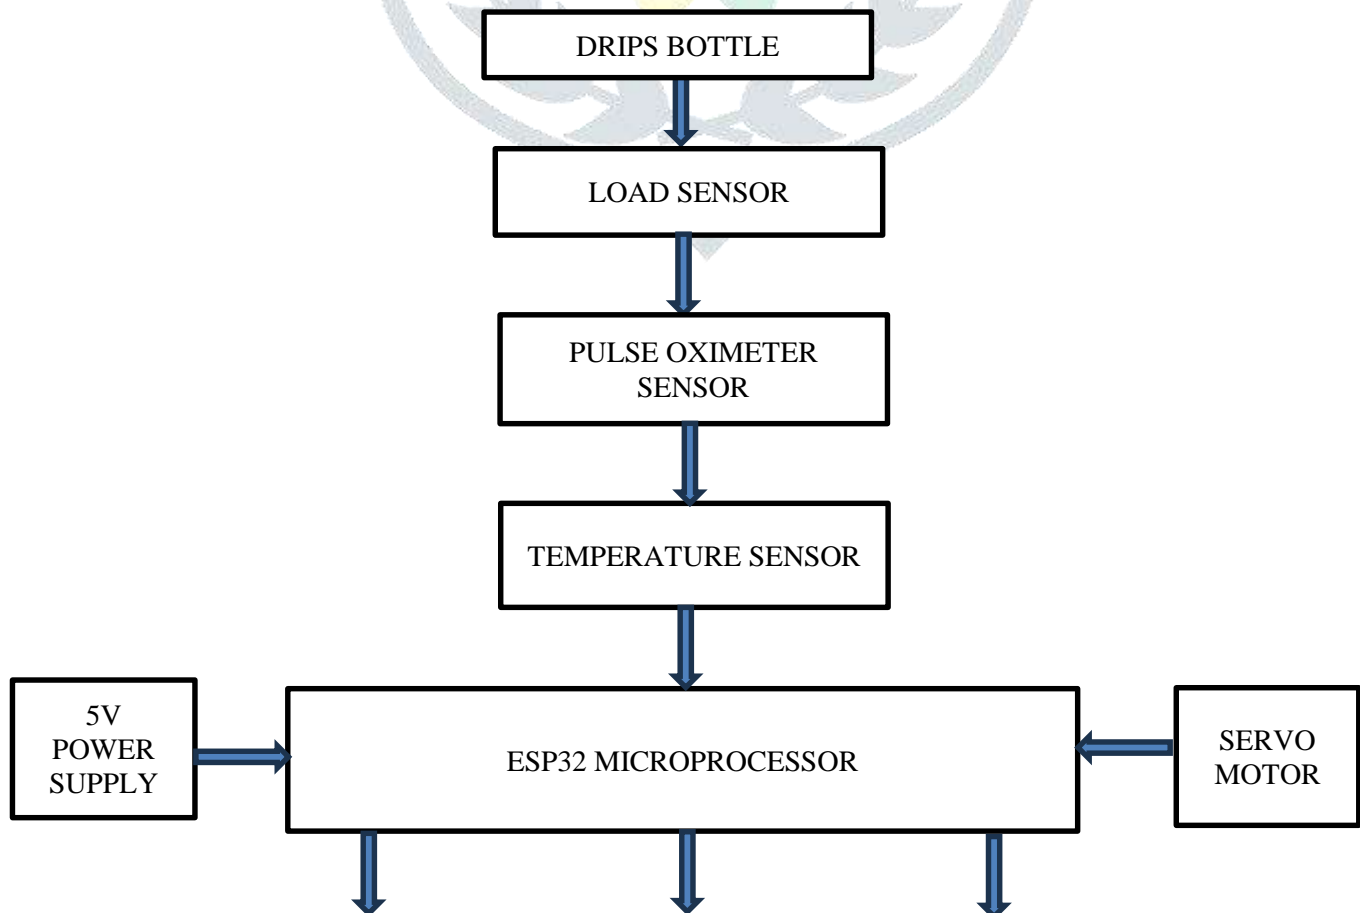 DRIPS BOTTLE
LOAD SENSOR
PULSE OXIMETER
SENSOR
TEMPERATURE SENSOR
5V
POWER
SUPPLY
ESP32 MICROPROCESSOR
SERVO
MOTOR